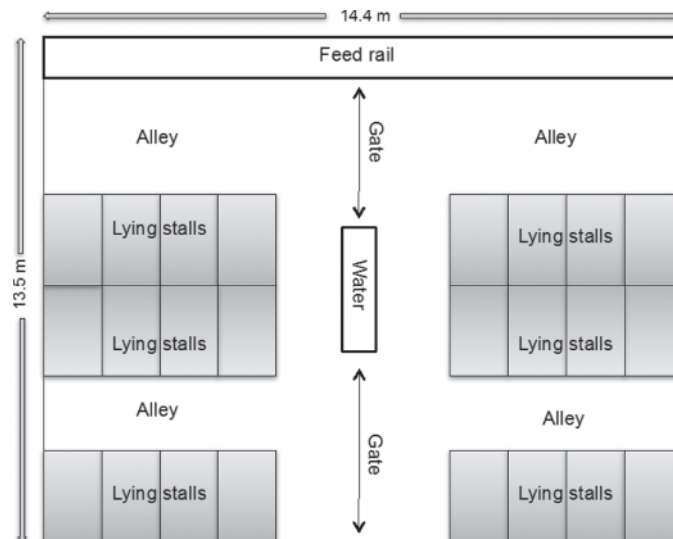 14.4 m
Feed rail
Alley
Gate
Alley
Lying stalls
Lying stalls
13.5 m
Water
Lying stalls
Lying stalls
Alley
Gate
Alley
Lying stalls
Lying stalls